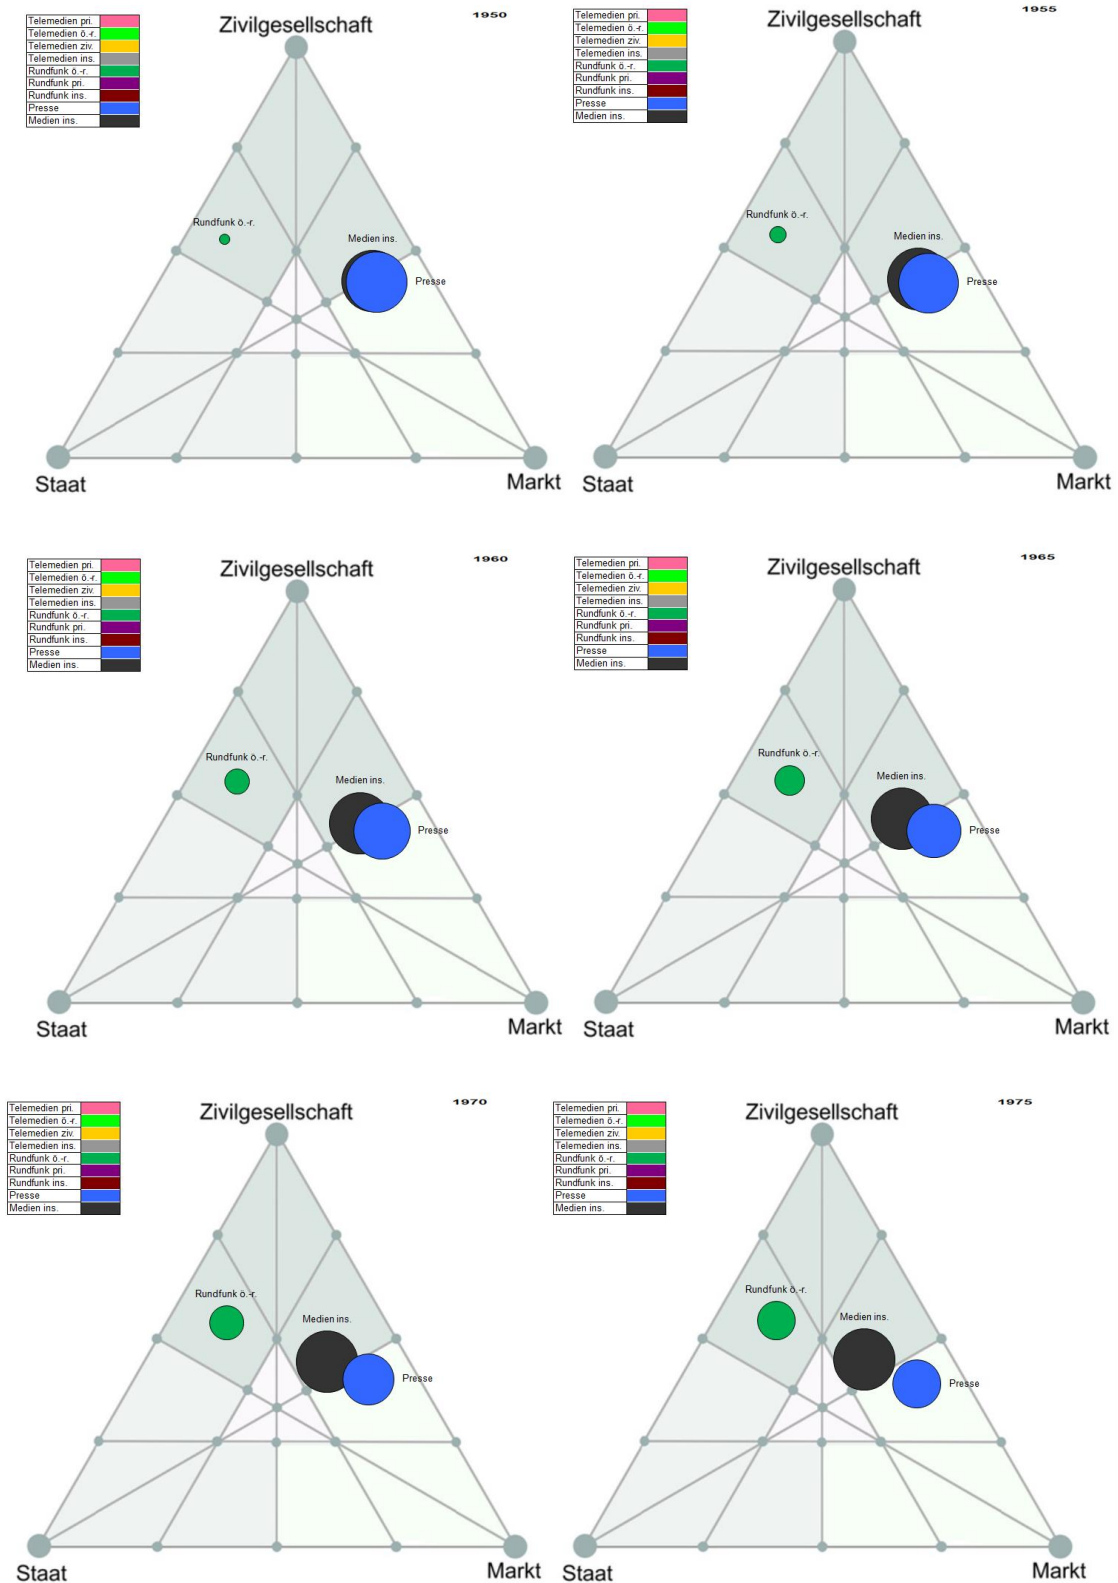 Telemedien pri.
Telemedien ö.-r.
Telemedien ziv.
Telemedien ins.
Rundfunk ö.-r.
Rundfunk pri.
Rundfunk ins.
Presse
Medien ins.
Zivilgesellschaft
1950
Rundfunk ö.-r.
Medien ins.
Presse
Staat
Markt
Telemedien pri.
Telemedien ö.-r.
Telemedien ziv.
Telemedien ins.
Rundfunk ö.-r.
Rundfunk pri.
Rundfunk ins.
Presse
Medien ins.
Zivilgesellschaft
1955
Rundfunk ö.-r.
Medien ins.
Presse
Staat
Markt
Telemedien pri.
Telemedien ö.-r.
Telemedien ziv.
Telemedien ins.
Rundfunk ö.-r.
Rundfunk pri.
Rundfunk ins.
Presse
Medien ins.
Zivilgesellschaft
1960
Rundfunk ö.-r.
Medien ins.
Presse
Staat
Markt
Telemedien pri.
Telemedien ö.-r.
Telemedien ziv.
Telemedien ins.
Rundfunk ö.-r.
Rundfunk pri.
Rundfunk ins.
Presse
Medien ins.
Zivilgesellschaft
1965
Rundfunk ö.-r.
Medien ins.
Presse
Staat
Markt
Telemedien pri.
Telemedien ö.-r.
Telemedien ziv.
Telemedien ins.
Rundfunk ö.-r.
Rundfunk pri.
Rundfunk ins.
Presse
Medien ins.
Zivilgesellschaft
1970
Rundfunk ö.-r.
Medien ins.
Presse
Staat
Markt
Telemedien pri.
Telemedien ö.-r.
Telemedien ziv.
Telemedien ins.
Rundfunk ö.-r.
Rundfunk pri.
Rundfunk ins.
Presse
Medien ins.
Zivilgesellschaft
1975
Rundfunk ö.-r.
Medien ins.
Presse
Staat
Markt